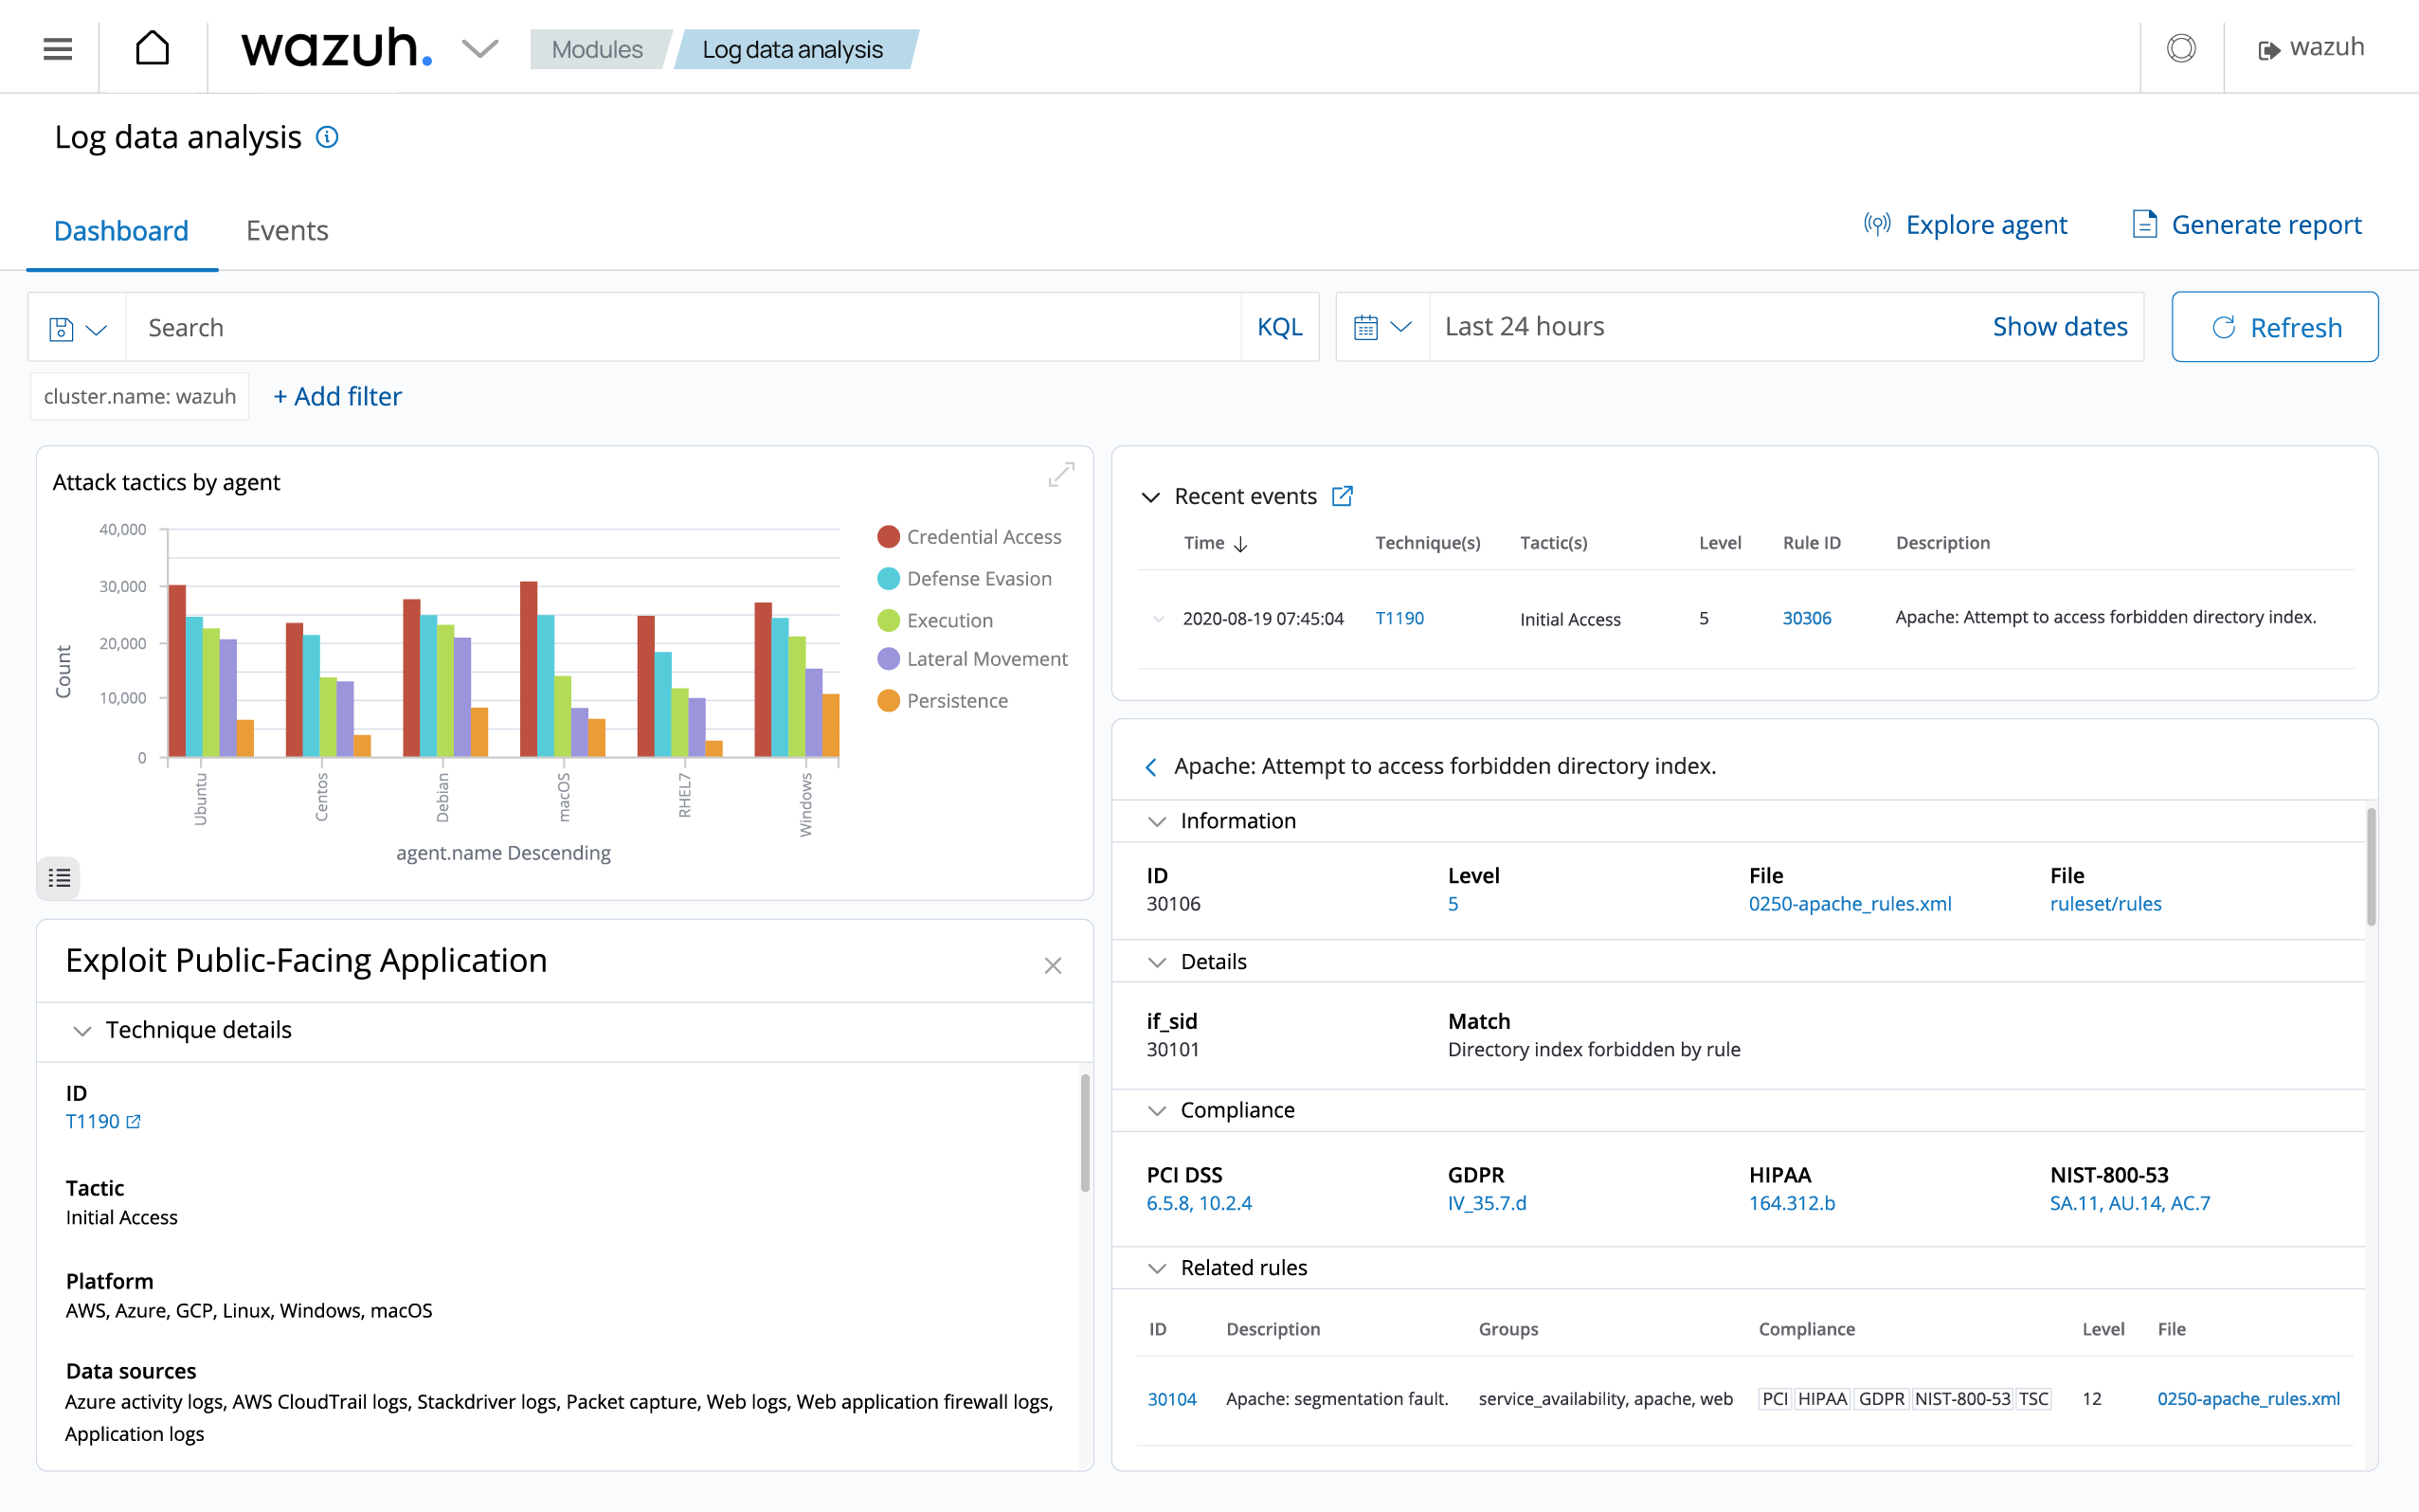 wazuh.
Modules
Log data analysis
wazuh
Log data analysis
Dashboard
Events
Explore agent
Generate report
Search
KQL
Last 24 hours
Show dates
Refresh
cluster.name: wazuh
+ Add filter
Attack tactics by agent
40,000
30,000
20,000
10,000
0
Count
Ubuntu
Centos
Debian
macOS
RHEL7
Windows
agent.name Descending
Credential Access
Defense Evasion
Execution
Lateral Movement
Persistence
Exploit Public-Facing Application
Technique details
ID
T1190
Tactic
Initial Access
Platform
AWS, Azure, GCP, Linux, Windows, macOS
Data sources
Azure activity logs, AWS CloudTrail logs, Stackdriver logs, Packet capture, Web logs, Web application firewall logs,
Application logs
Recent events
Time Technique(s) Tactic(s) Level Rule ID Description
2020-08-19 07:45:04 T1190 Initial Access 5 30306 Apache: Attempt to access forbidden directory index.
Apache: Attempt to access forbidden directory index.
Information
ID Level File File
30106 5 0250-apache_rules.xml ruleset/rules
Details
if_sid Match
30101 Directory index forbidden by rule
Compliance
PCI DSS GDPR HIPAA NIST-800-53
6.5.8, 10.2.4 IV_35.7.d 164.312.b SA.11, AU.14, AC.7
Related rules
ID Description Groups Compliance Level File
30104 Apache: segmentation fault. service_availability, apache, web PCI HIPAA GDPR NIST-800-53 TSC 12 0250-apache_rules.xml